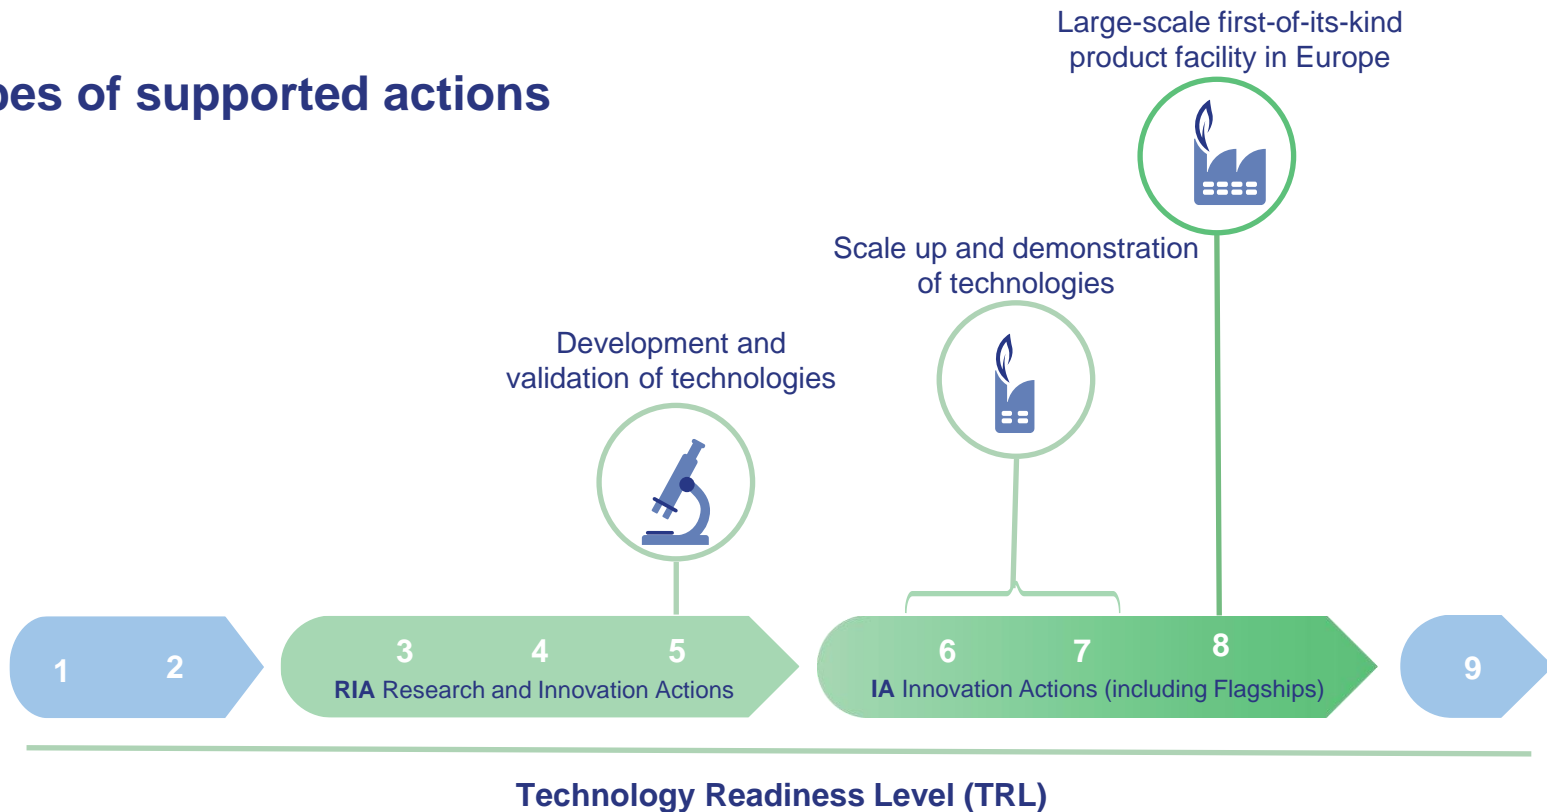 Large-scale first-of-its-kind
product facility in Europe
pes of supported actions
Scale up and demonstration
of technologies
Development and
validation of technologies
1 2 3 4 5 6 7 8 9
RIA Research and Innovation Actions
IA Innovation Actions (including Flagships)
Technology Readiness Level (TRL)